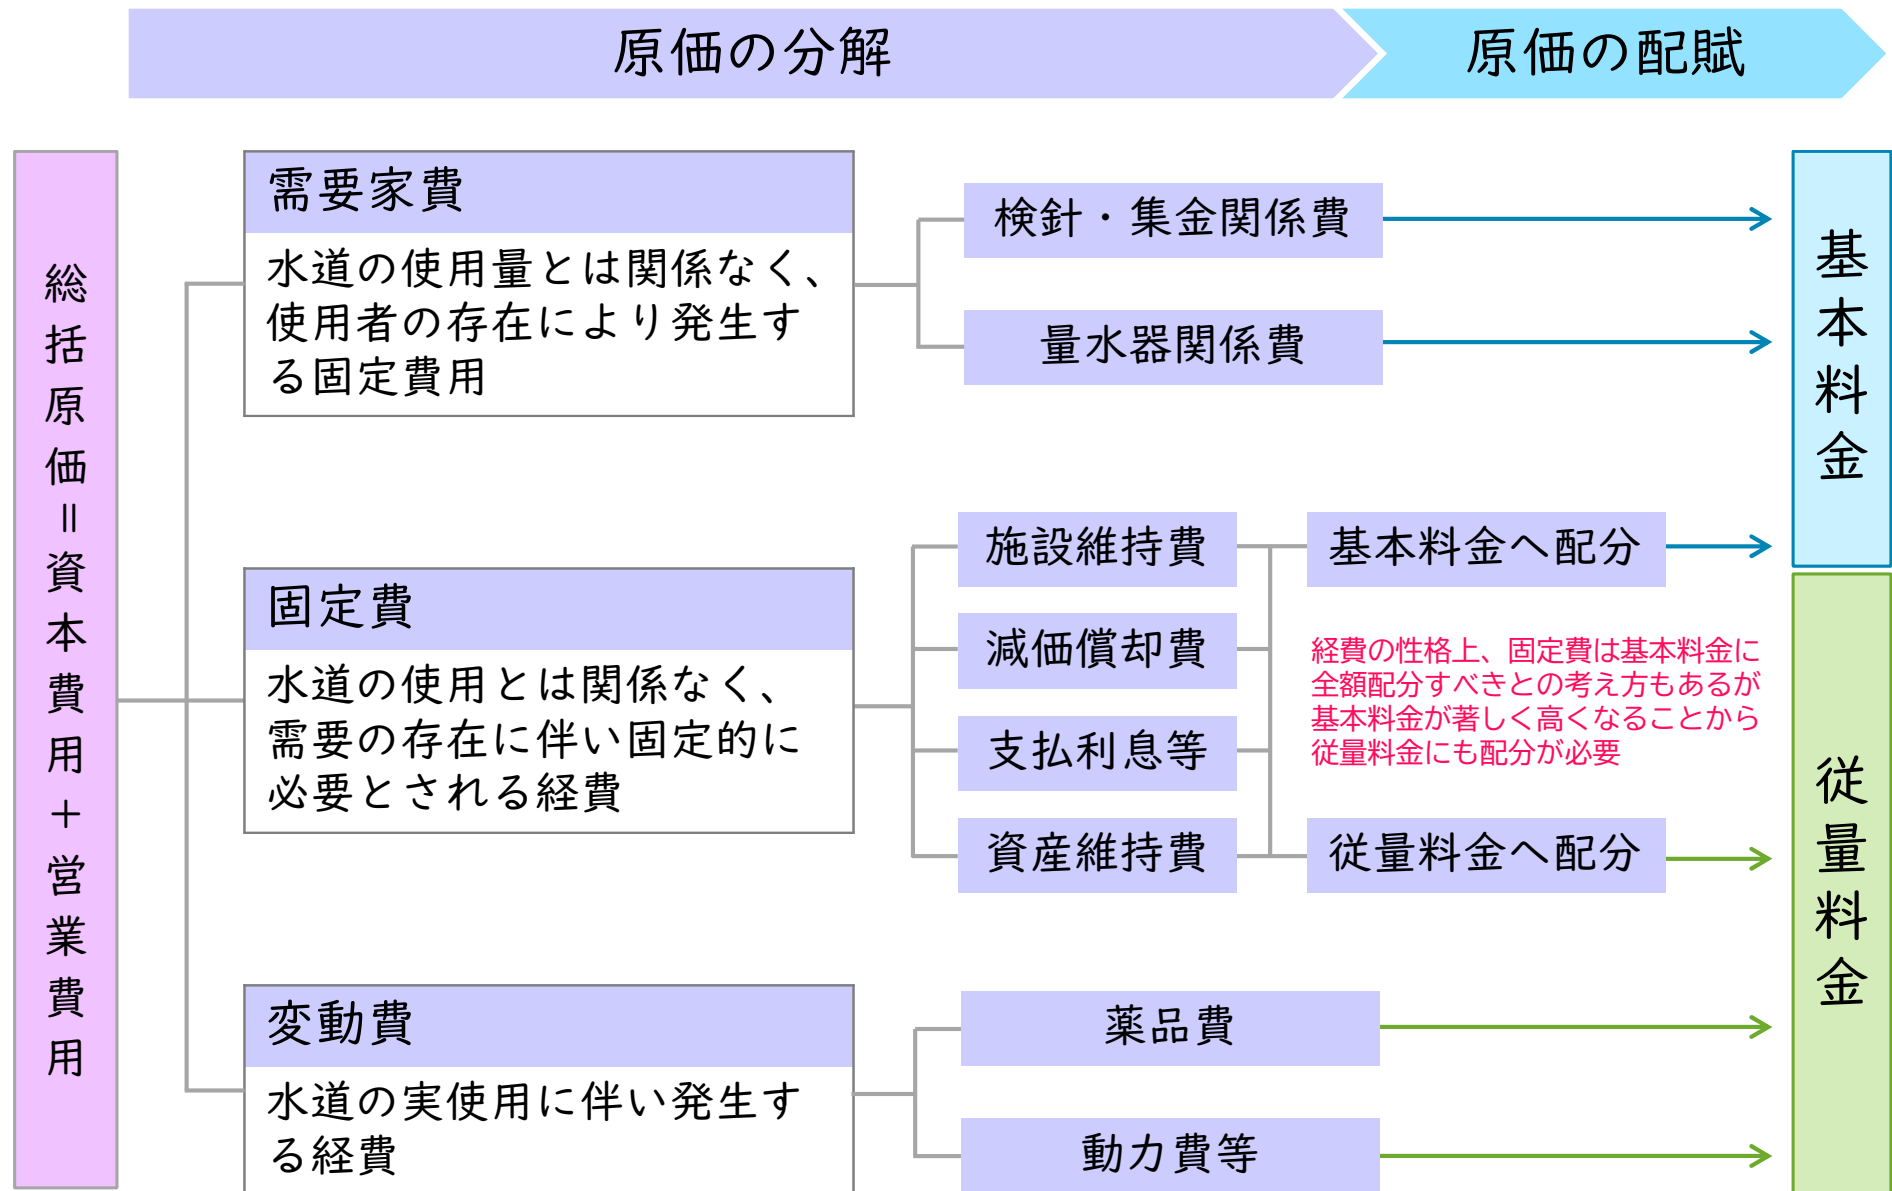 原価の分解
原価の配賦
総括原価＝資本費用＋営業費用
需要家費
水道の使用量とは関係なく、
使用者の存在により発生す
る固定費用
検針・集金関係費
量水器関係費
基本料金
固定費
水道の使用とは関係なく、
需要の存在に伴い固定的に
必要とされる経費
施設維持費
減価償却費
支払利息等
資産維持費
基本料金へ配分
経費の性格上、固定費は基本料金に
全額配分すべきとの考え方もあるが
基本料金が著しく高くなることから
従量料金にも配分が必要
従量料金へ配分
従量料金
変動費
水道の実使用に伴い発生す
る経費
薬品費
動力費等